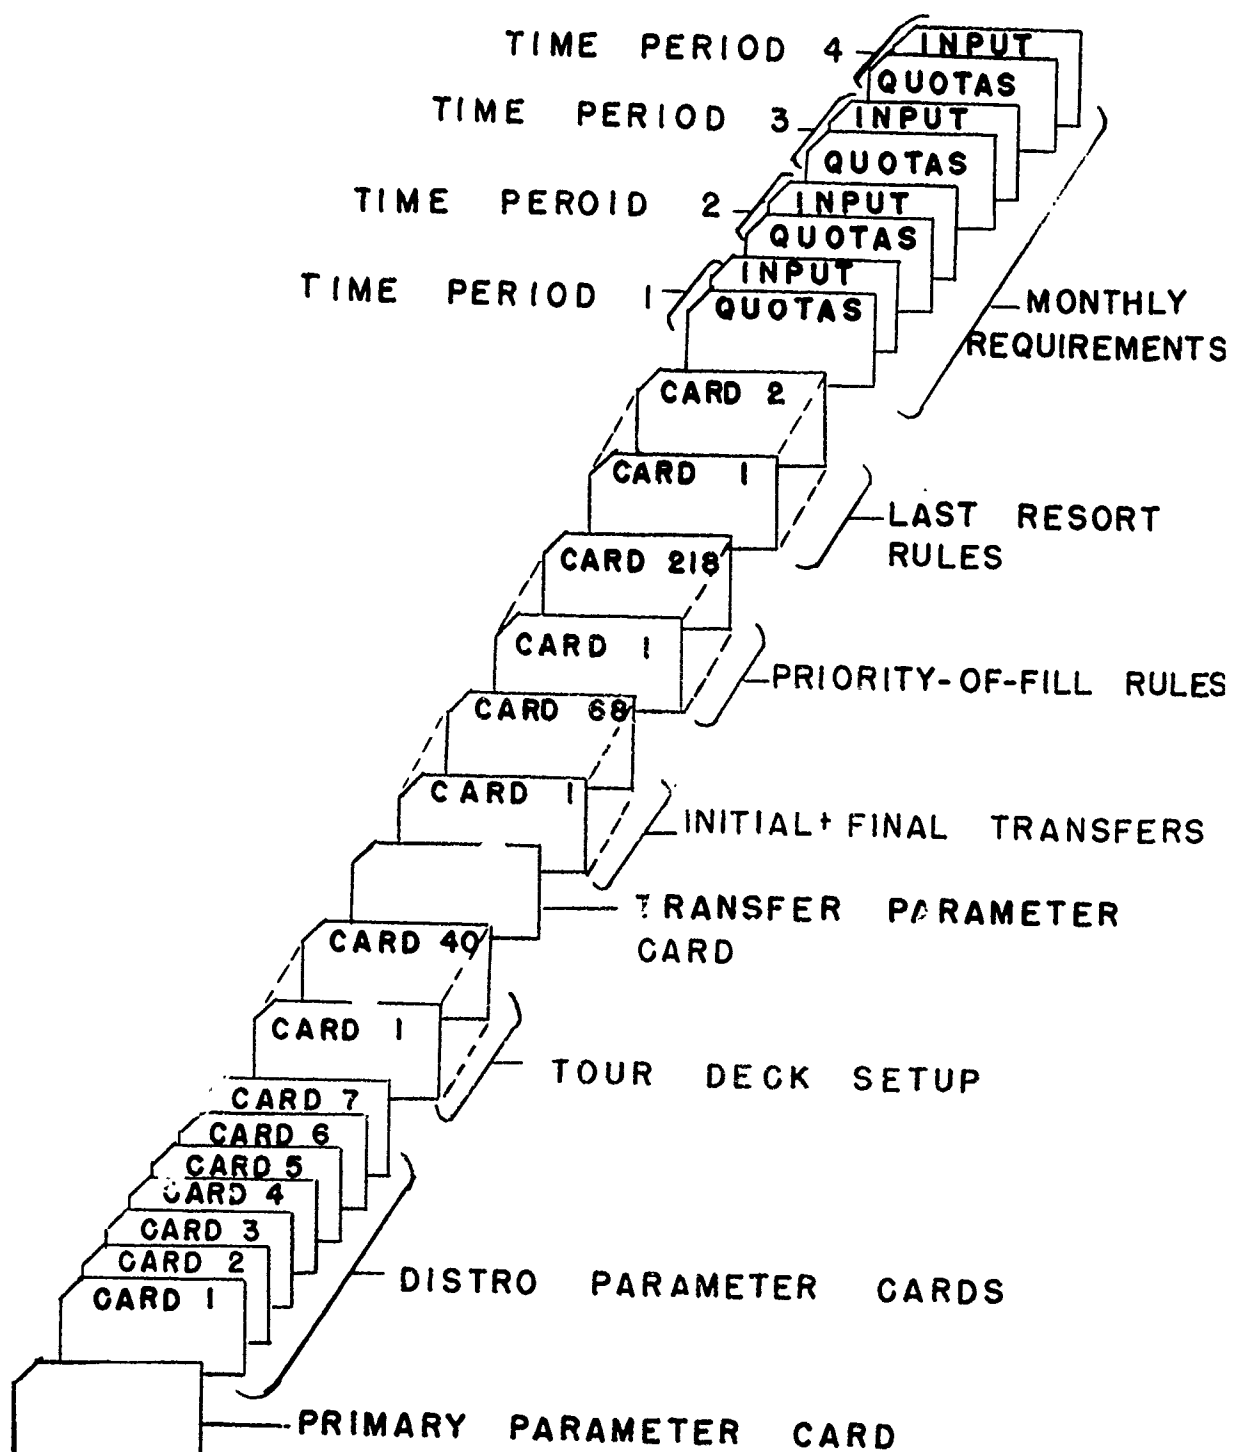 TIME PERIOD 4
INPUT
QUOTAS
TIME PERIOD 3
INPUT
QUOTAS
TIME PEROID 2
INPUT
QUOTAS
TIME PERIOD 1
INPUT
QUOTAS
MONTHLY
REQUIREMENTS
CARD 2
CARD 1
LAST RESORT
RULES
CARD 218
CARD 1
PRIORITY-OF-FILL RULES
CARD 68
CARD 1
INITIAL + FINAL TRANSFERS
TRANSFER PARAMETER
CARD
CARD 40
CARD 1
TOUR DECK SETUP
CARD 7
CARD 6
CARD 5
CARD 4
CARD 3
CARD 2
CARD 1
DISTRO PARAMETER CARDS
PRIMARY PARAMETER CARD